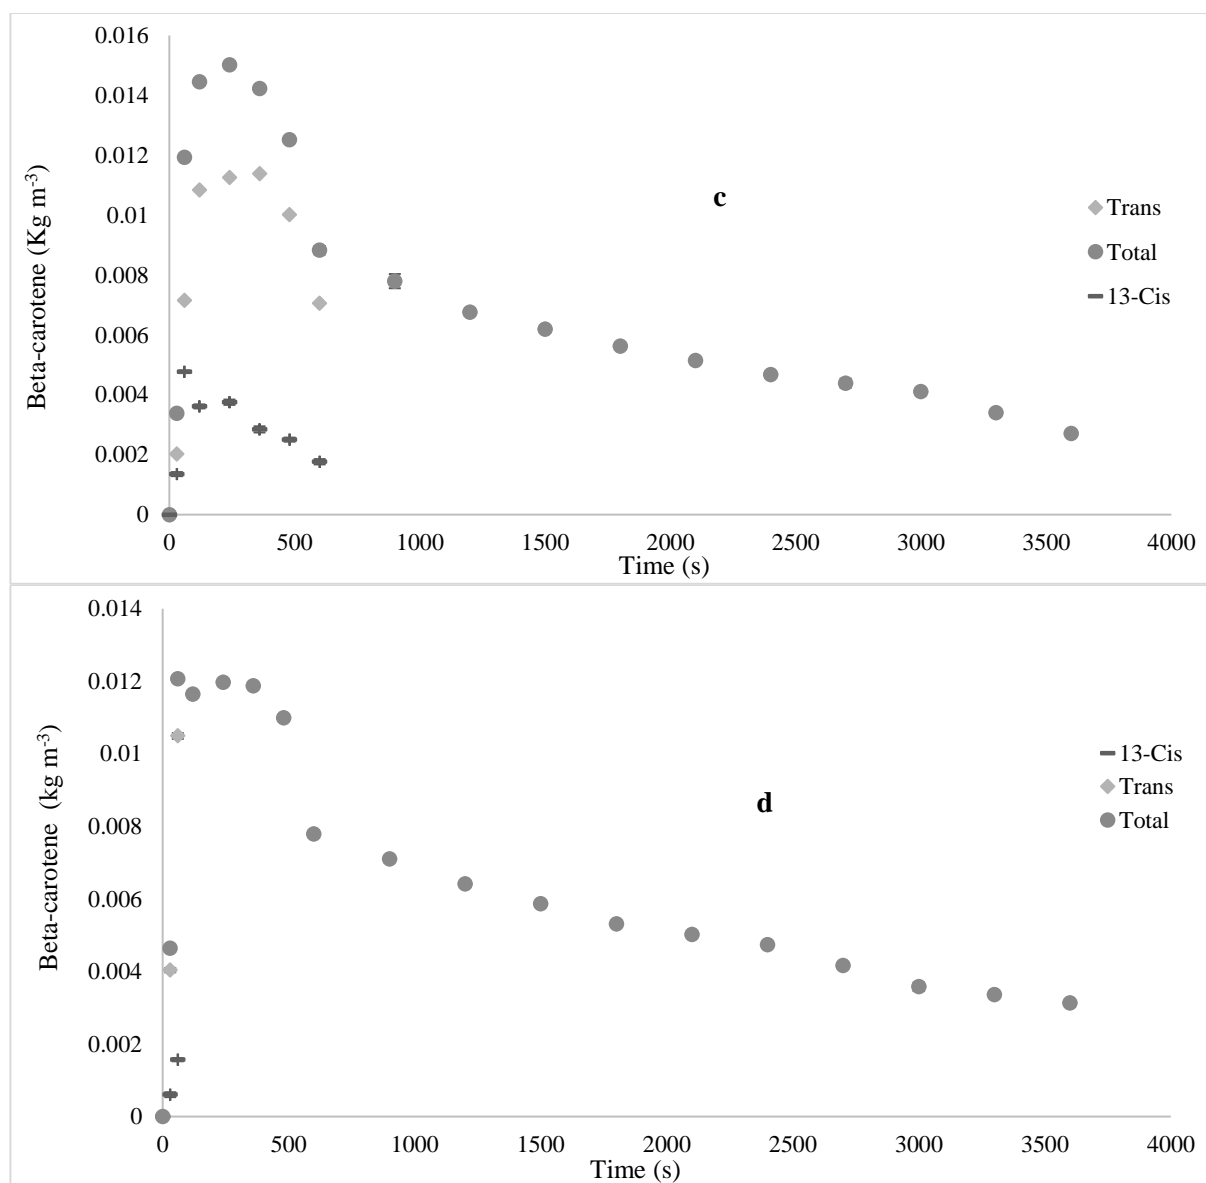 0.016
0.014
0.012
0.01
0.008
0.006
0.004
0.002
0
Beta-carotene (Kg m-3)
c
Trans
Total
13-Cis
0 500 1000 1500 2000 2500 3000 3500 4000
Time (s)
0.014
0.012
0.01
0.008
0.006
0.004
0.002
0
Beta-carotene (kg m-3)
d
13-Cis
Trans
Total
0 500 1000 1500 2000 2500 3000 3500 4000
Time (s)